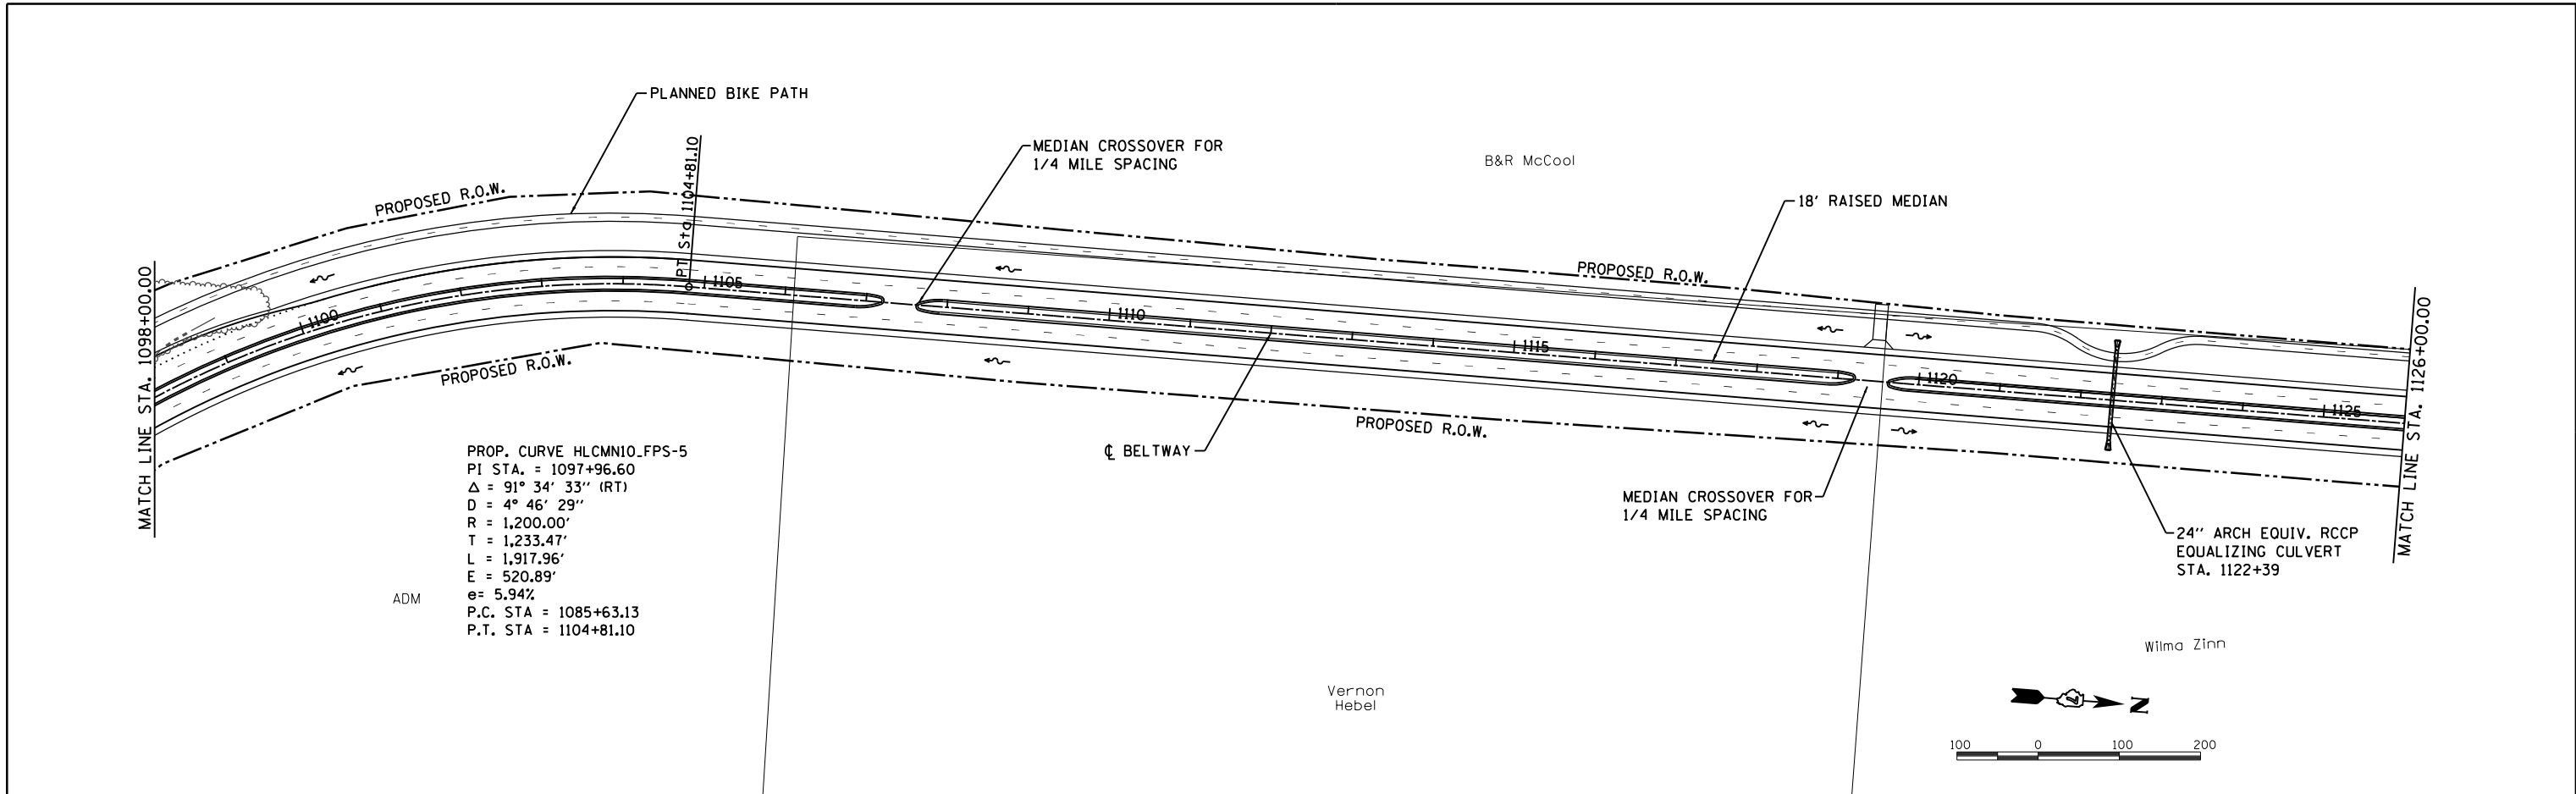 PLANNED BIKE PATH
PT Sta 1104+81.10
MEDIAN CROSSOVER FOR
1/4 MILE SPACING
B&R McCool
18' RAISED MEDIAN
PROPOSED R.O.W.
PROPOSED R.O.W.
MATCH LINE STA. 1098+00.00
1100
1105
1110
1115
1120
1125
MATCH LINE STA. 1126+00.00
PROPOSED R.O.W.
PROPOSED R.O.W.
℄ BELTWAY
PROP. CURVE HLCMN10_FPS-5
PI STA. = 1097+96.60
Δ = 91° 34' 33'' (RT)
D = 4° 46' 29''
R = 1,200.00'
T = 1,233.47'
L = 1,917.96'
E = 520.89'
e= 5.94%
P.C. STA = 1085+63.13
P.T. STA = 1104+81.10
ADM
MEDIAN CROSSOVER FOR
1/4 MILE SPACING
24'' ARCH EQUIV. RCCP
EQUALIZING CULVERT
STA. 1122+39
Wilma Zinn
Vernon
Hebel
N
100 0 100 200